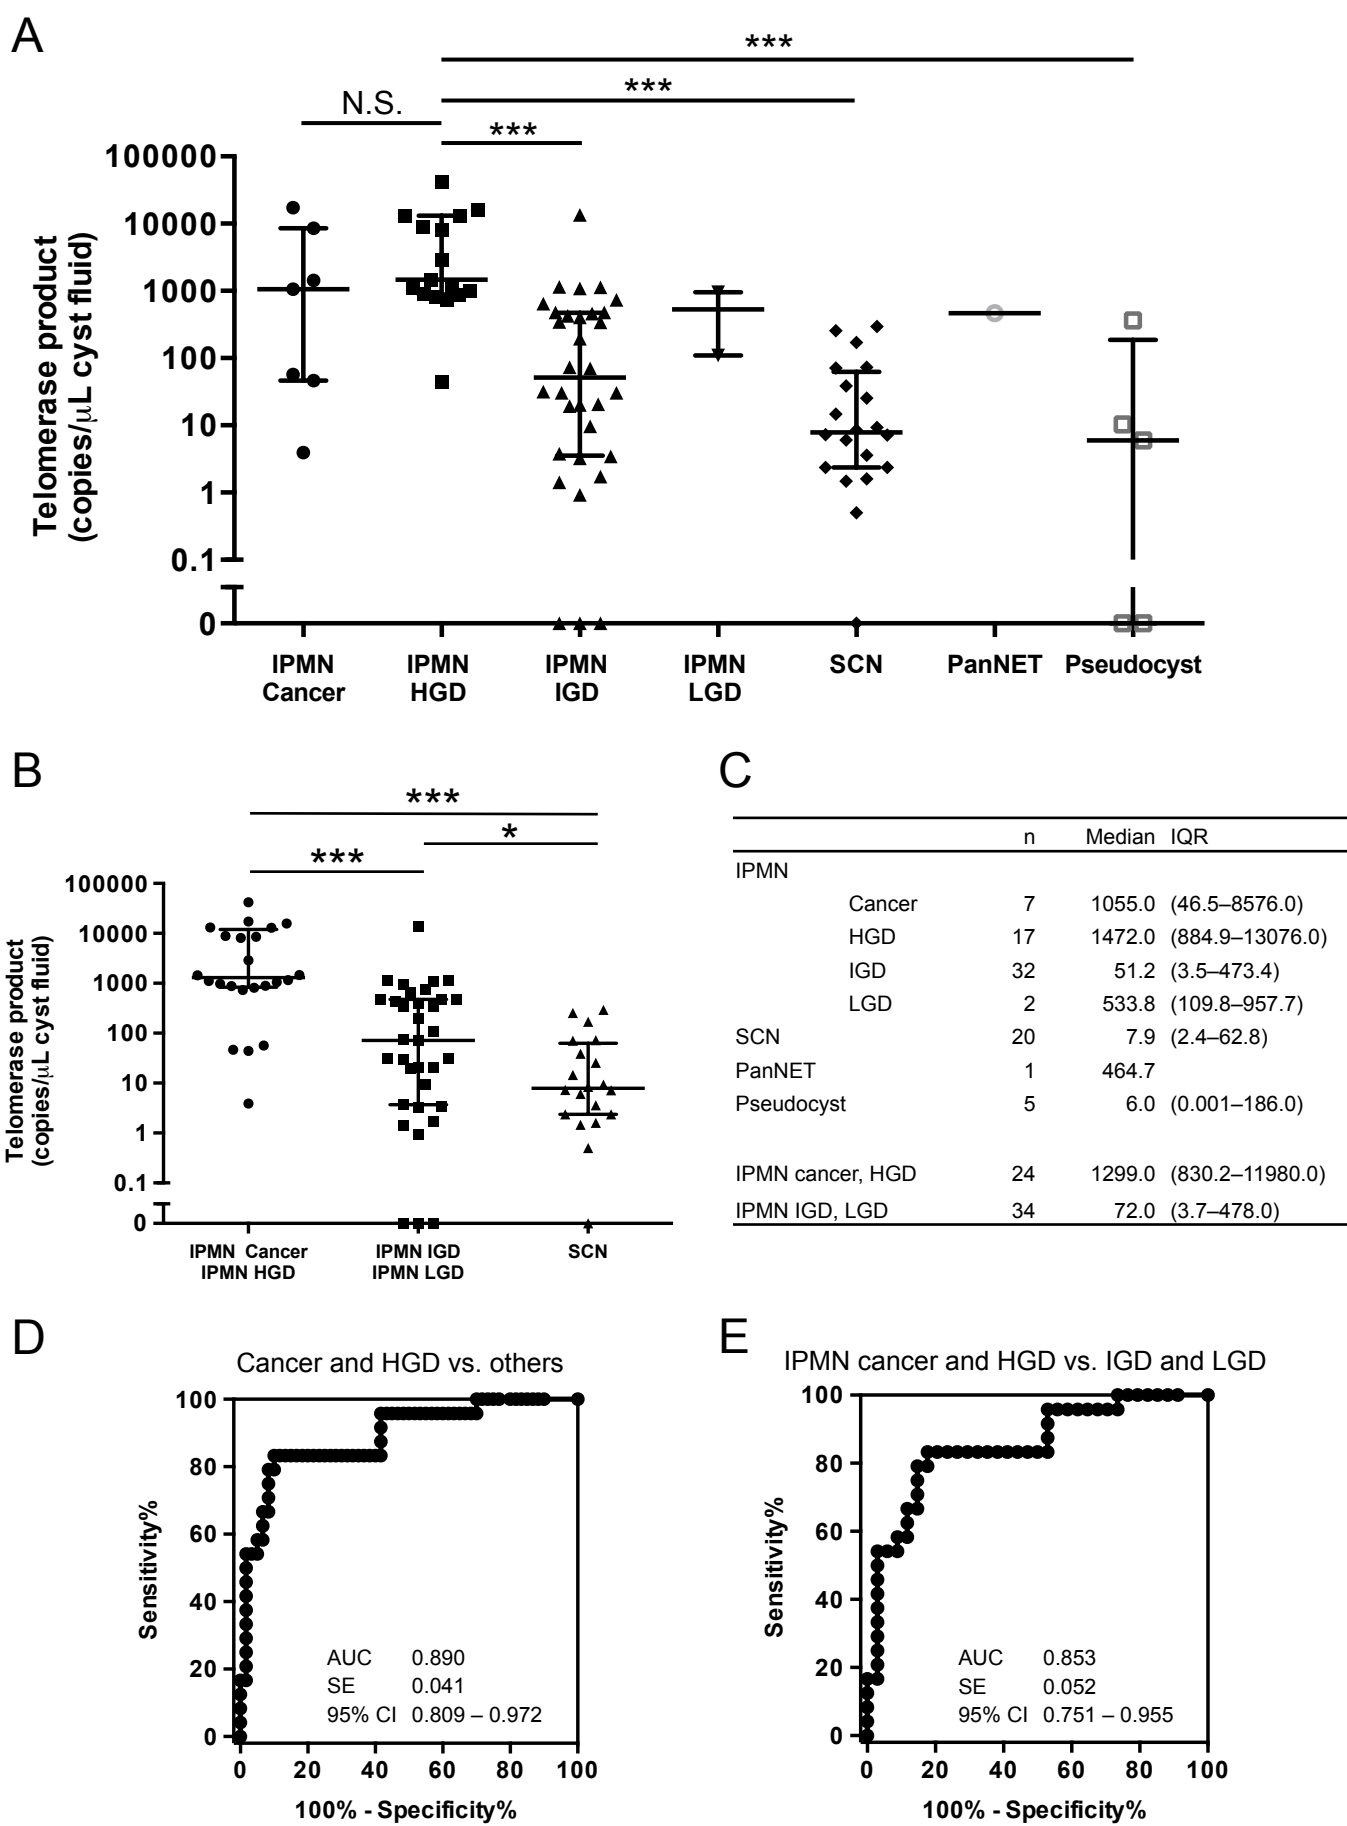 A
***
***
N.S.
***
100000
10000
1000
100
10
1
0.1
0
Telomerase product
(copies/μL cyst fluid)
IPMN Cancer
IPMN HGD
IPMN IGD
IPMN LGD
SCN
PanNET
Pseudocyst
B
***
*
***
100000
10000
1000
100
10
1
0.1
0
Telomerase product
(copies/μL cyst fluid)
IPMN Cancer
IPMN HGD
IPMN IGD
IPMN LGD
SCN
C
n Median IQR
IPMN
Cancer 7 1055.0 (46.5–8576.0)
HGD 17 1472.0 (884.9–13076.0)
IGD 32 51.2 (3.5–473.4)
LGD 2 533.8 (109.8–957.7)
SCN 20 7.9 (2.4–62.8)
PanNET 1 464.7
Pseudocyst 5 6.0 (0.001–186.0)
IPMN cancer, HGD 24 1299.0 (830.2–11980.0)
IPMN IGD, LGD 34 72.0 (3.7–478.0)
D
Cancer and HGD vs. others
100
80
60
40
20
0
Sensitivity%
AUC 0.890
SE 0.041
95% CI 0.809 – 0.972
0 20 40 60 80 100
100% - Specificity%
E
IPMN cancer and HGD vs. IGD and LGD
100
80
60
40
20
0
Sensitivity%
AUC 0.853
SE 0.052
95% CI 0.751 – 0.955
0 20 40 60 80 100
100% - Specificity%